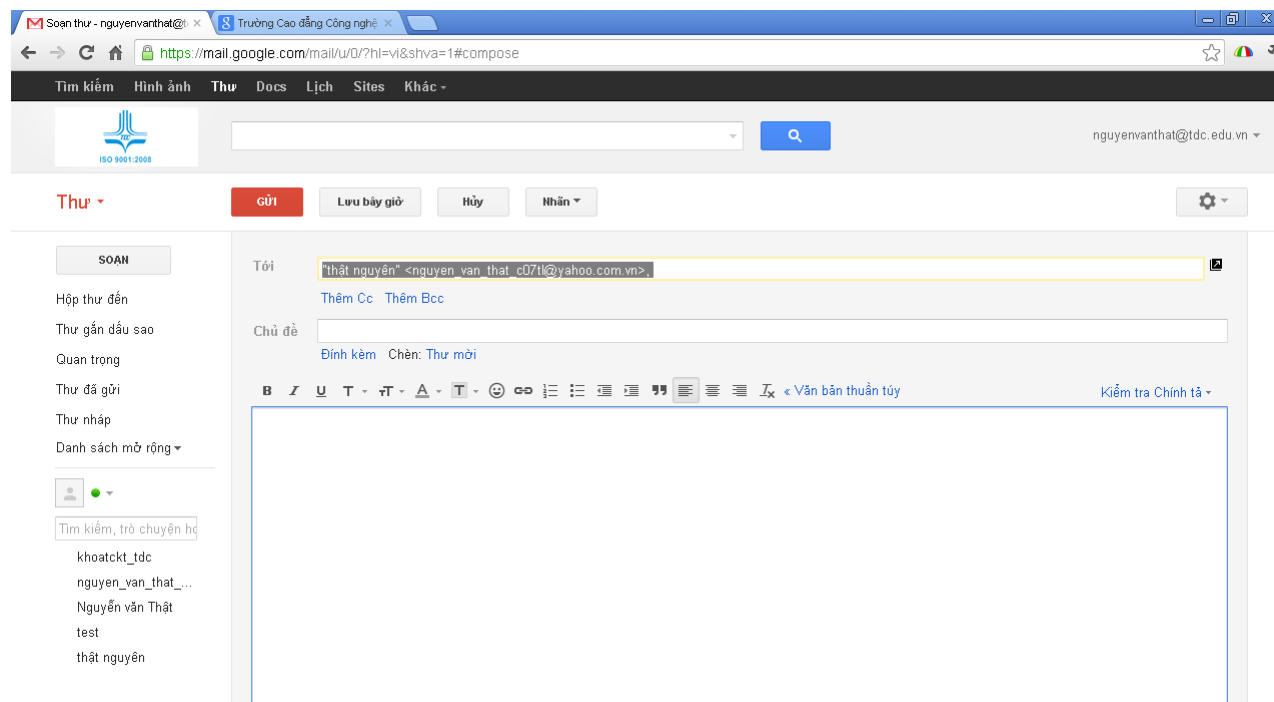 Soạn thư - nguyenvanthat@t
Trường Cao đẳng Công nghệ
https://mail.google.com/mail/u/0/?hl=vi&shva=1#compose
Tìm kiếm Hình ảnh Thư Docs Lịch Sites Khác
TDC
ISO 9001:2008
nguyenvanthat@tdc.edu.vn
Thư
GỬI Lưu bây giờ Hủy Nhãn
SOẠN
Tới "thật nguyên" <nguyen_van_that_c07tl@yahoo.com.vn>,
Hộp thư đến
Thêm Cc Thêm Bcc
Thư gắn dấu sao
Chủ đề
Quan trọng
Đính kèm Chèn: Thư mời
Thư đã gửi
B I U T T A T « Văn bản thuần túy Kiểm tra Chính tả
Thư nháp
Danh sách mở rộng
Tìm kiếm, trò chuyện hc
khoatckt_tdc
nguyen_van_that_...
Nguyễn văn Thật
test
thật nguyên